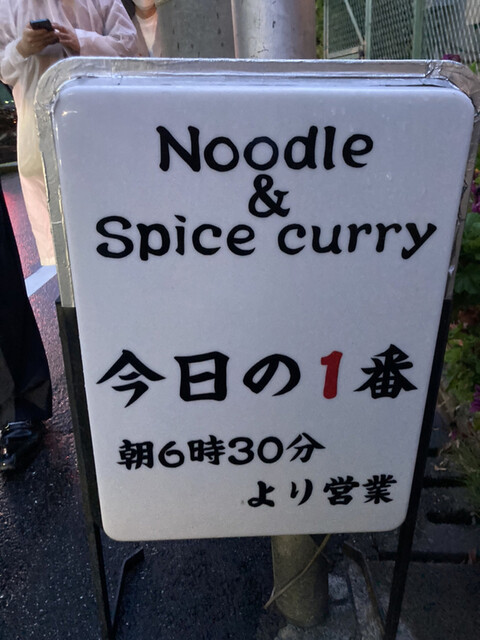 Noodle
&
Spice curry
今日の1番
朝6時30分
より営業